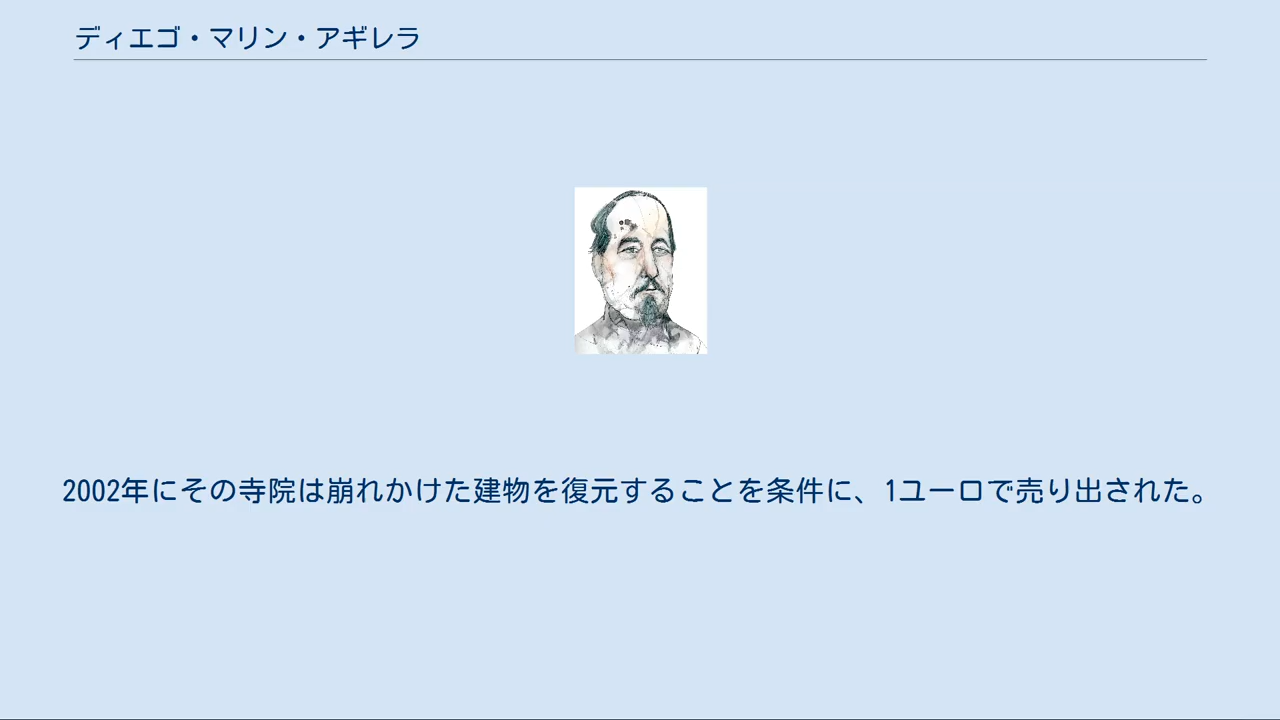 ディエゴ・マリン・アギレラ
2002年にその寺院は崩れかけた建物を復元することを条件に、1ユーロで売り出された。